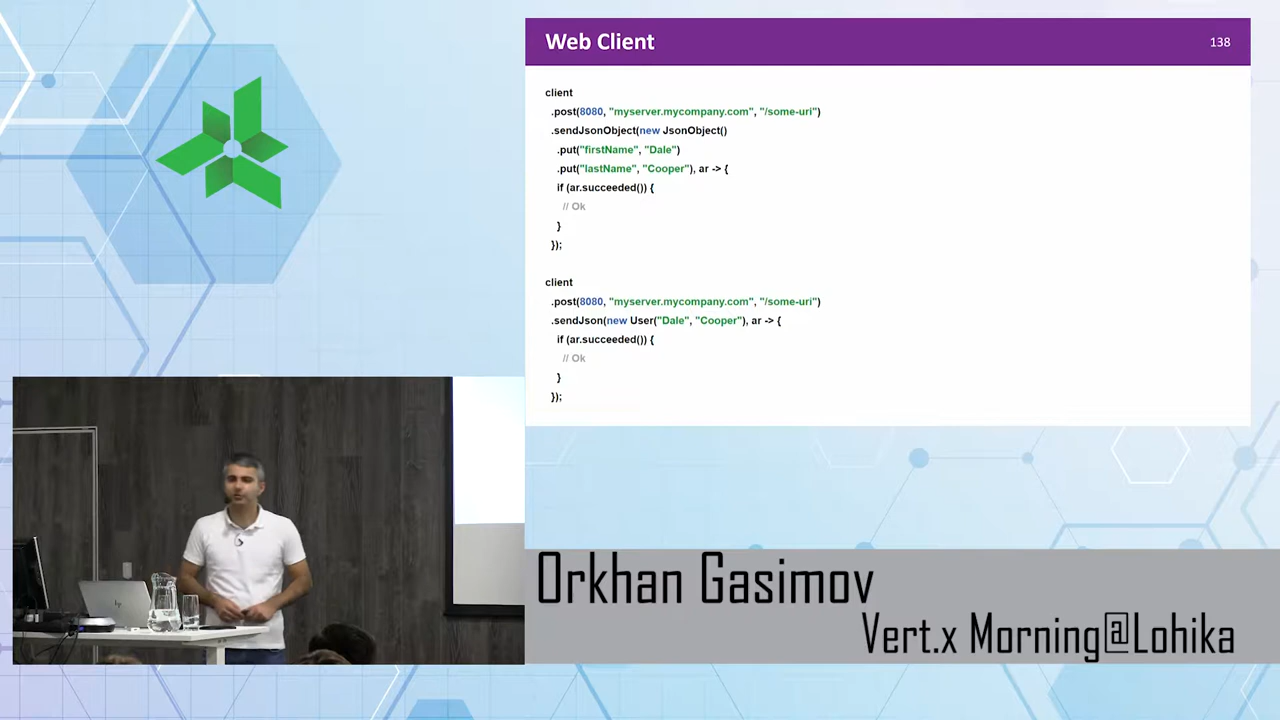 Web Client
138
client
.post(8080, "myserver.mycompany.com", "/some-uri")
.sendJsonObject(new JsonObject()
.put("firstName", "Dale")
.put("lastName", "Cooper"), ar -> {
if (ar.succeeded()) {
// Ok
}
});
client
.post(8080, "myserver.mycompany.com", "/some-uri")
.sendJson(new User("Dale", "Cooper"), ar -> {
if (ar.succeeded()) {
// Ok
}
});
Orkhan Gasimov
Vert.x Morning@Lohika